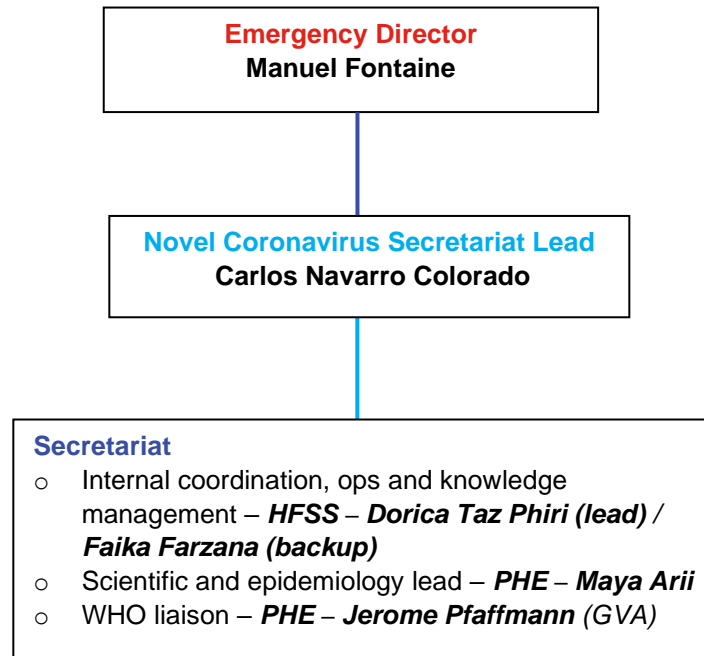 Emergency Director
Manuel Fontaine
Novel Coronavirus Secretariat Lead
Carlos Navarro Colorado
Secretariat
o Internal coordination, ops and knowledge
management – HFSS – Dorica Taz Phiri (lead) /
Faika Farzana (backup)
o Scientific and epidemiology lead – PHE – Maya Arii
o WHO liaison – PHE – Jerome Pfaffmann (GVA)